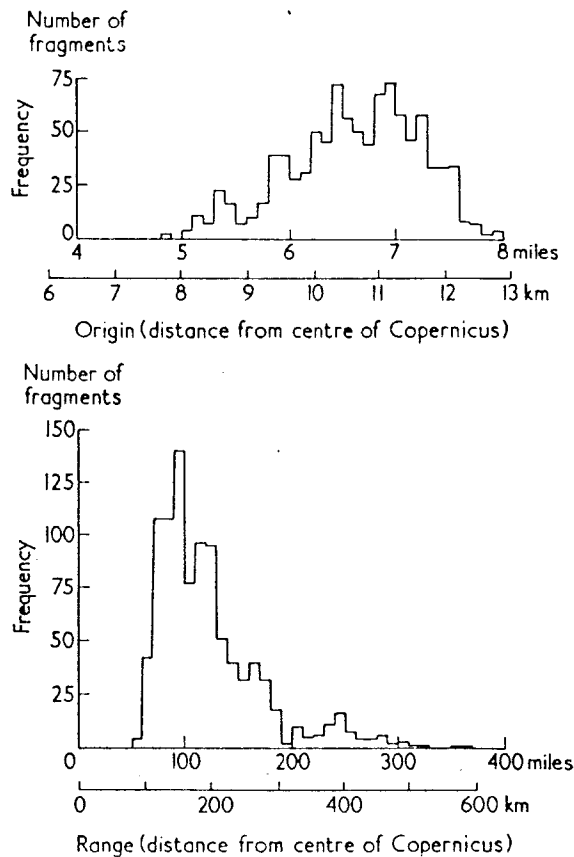 Number of
fragments
Frequency
75
50
25
0
4 5 6 7 8 miles
6 7 8 9 10 11 12 13 km
Origin (distance from centre of Copernicus)
Number of
fragments
Frequency
150
125
100
75
50
25
0 100 200 300 400 miles
0 200 400 600 km
Range (distance from centre of Copernicus)